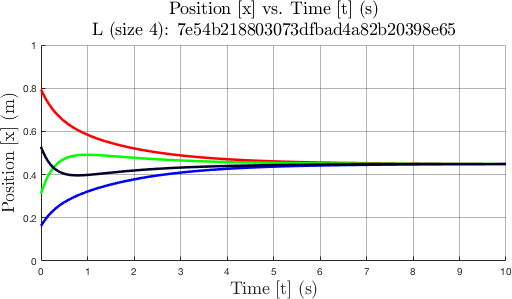 Position [x] vs. Time [t] (s)
L (size 4): 7e54b218803073dfbad4a82b20398e65
Position [x] (m)
1
0.8
0.6
0.4
0.2
0
0 1 2 3 4 5 6 7 8 9 10
Time [t] (s)